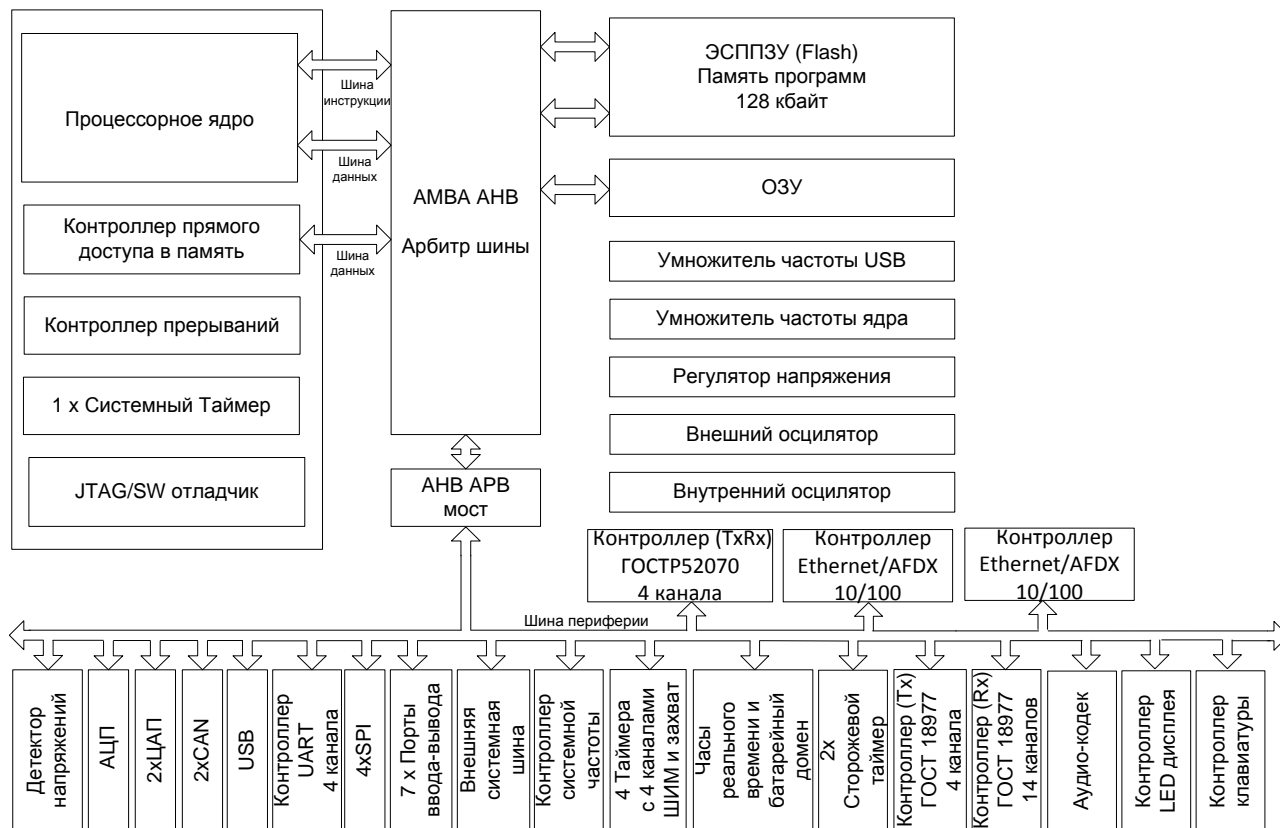 Процессорное ядро
Контроллер прямого
доступа в память
Контроллер прерываний
1 x Системный Таймер
JTAG/SW отладчик
Шина
инструкции
Шина
данных
Шина
данных
АМВА АНВ
Арбитр шины
АНВ АРВ
мост
ЭСППЗУ (Flash)
Память программ
128 кбайт
ОЗУ
Умножитель частоты USB
Умножитель частоты ядра
Регулятор напряжения
Внешний осцилятор
Внутренний осцилятор
Контроллер (TxRx)
ГОСТР52070
4 канала
Контроллер
Ethernet/AFDX
10/100
Контроллер
Ethernet/AFDX
10/100
Шина периферии
Детектор
напряжений
АЦП
2хЦАП
2xCAN
USB
Контроллер
UART
4 канала
4xSPI
7 x Порты
ввода-вывода
Внешняя
системная
шина
Контроллер
системной
частоты
4 Таймера
с 4 каналами
ШИМ и захват
Часы
реального
времени и
батарейный
домен
2x
Сторожевой
таймер
Контроллер (Tx)
ГОСТ 18977
4 канала
Контроллер (Rx)
ГОСТ 18977
14 каналов
Аудио-кодек
Контроллер
LED дисплея
Контроллер
клавиатуры